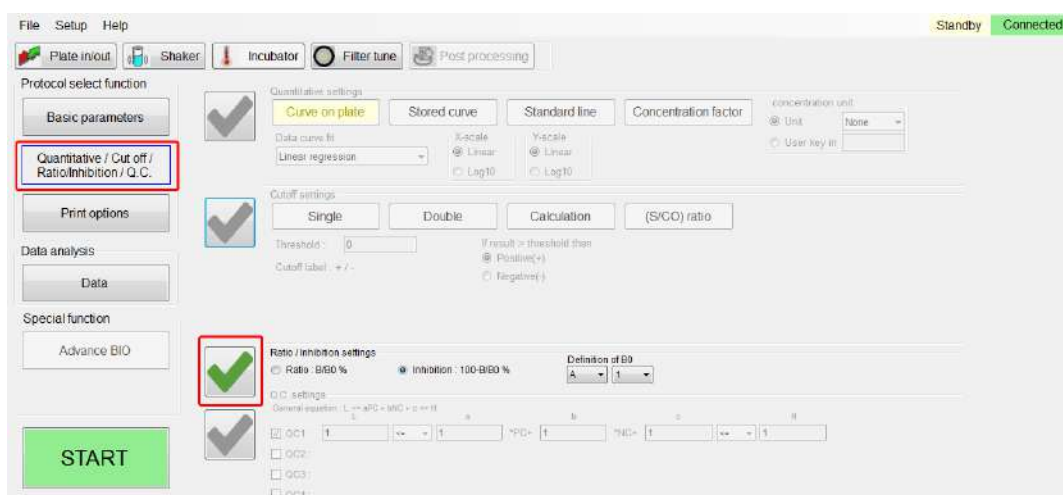 File Setup Help
Standby Connected
Plate in/out Shaker Incubator Filter tune Post processing
Protocol select function
Basic parameters
Quantitative / Cut off /
Ratio/Inhibition / Q.C.
Print options
Data analysis
Data
Special function
Advance BIO
START
Quantitative settings
Curve on plate Stored curve Standard line Concentration factor
concentration unit
Unit None
User key in
Data curve fit X-scale Y-scale
Linear regression Linear Linear
Log10 Log10
Cutoff settings
Single Double Calculation (S/CO) ratio
Threshold : 0 If result > threshold then
Positive(+)
Cutoff label : + / - Negative(-)
Ratio / Inhibition settings
Definition of B0
Ratio : B/B0 % Inhibition : 100-B/B0 % A 1
Q.C. settings
General equation : L <= aPC + bNC + c <= H
L a b c H
QC1 1 <= 1 *PC+ 1 *NC+ 1 <= 1
QC2 :
QC3 :
QC4 :